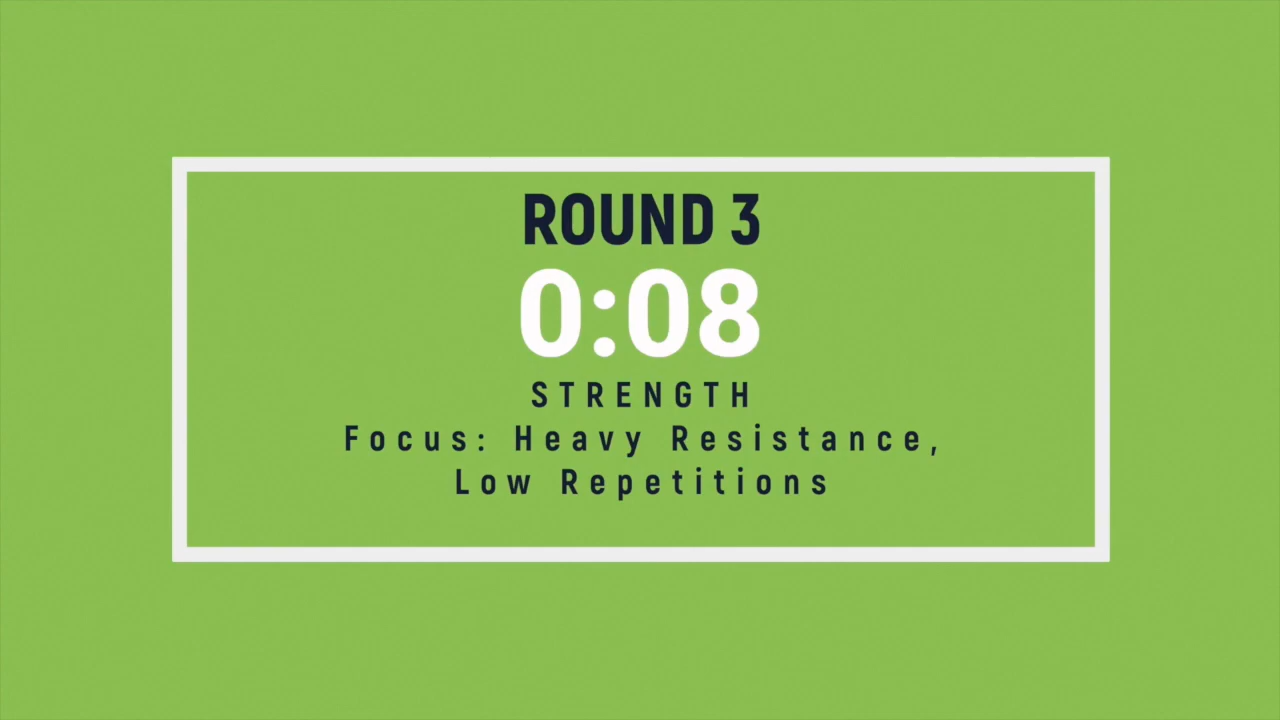 ROUND 3
0:08
STRENGTH
Focus: Heavy Resistance,
Low Repetitions